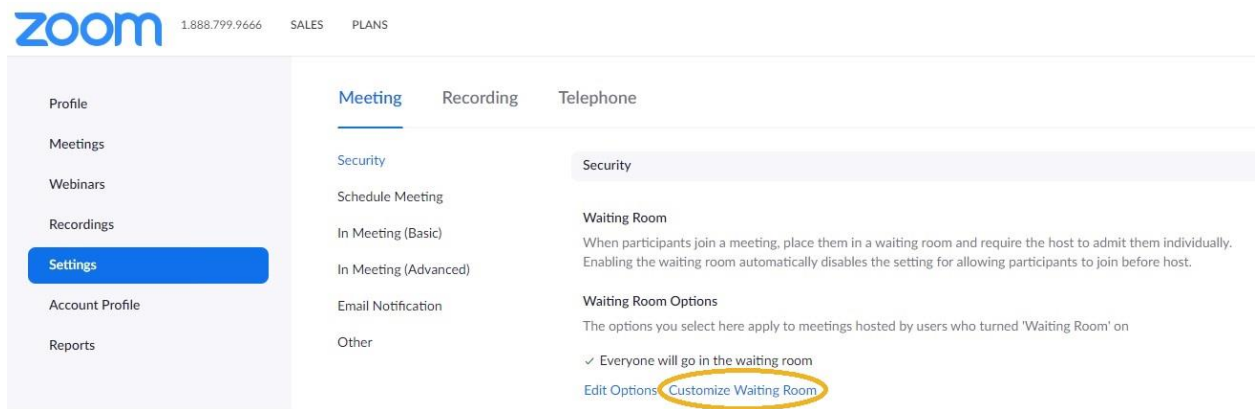 zoom 1.888.799.9666 SALES PLANS
Profile
Meetings
Webinars
Recordings
Settings
Account Profile
Reports
Meeting Recording Telephone
Security
Schedule Meeting
In Meeting (Basic)
In Meeting (Advanced)
Email Notification
Other
Security
Waiting Room
When participants join a meeting, place them in a waiting room and require the host to admit them individually.
Enabling the waiting room automatically disables the setting for allowing participants to join before host.
Waiting Room Options
The options you select here apply to meetings hosted by users who turned 'Waiting Room' on
✓ Everyone will go in the waiting room
Edit Options Customize Waiting Room